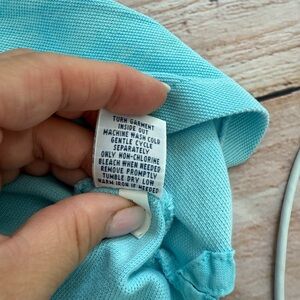 TURN GARMENT
INSIDE OUT
MACHINE WASH COLD
GENTLE CYCLE
SEPARATELY
ONLY NON-CHLORINE
BLEACH WHEN NEEDED
REMOVE PROMPTLY
TUMBLE DRY LOW
WARM IRON IF NEEDED